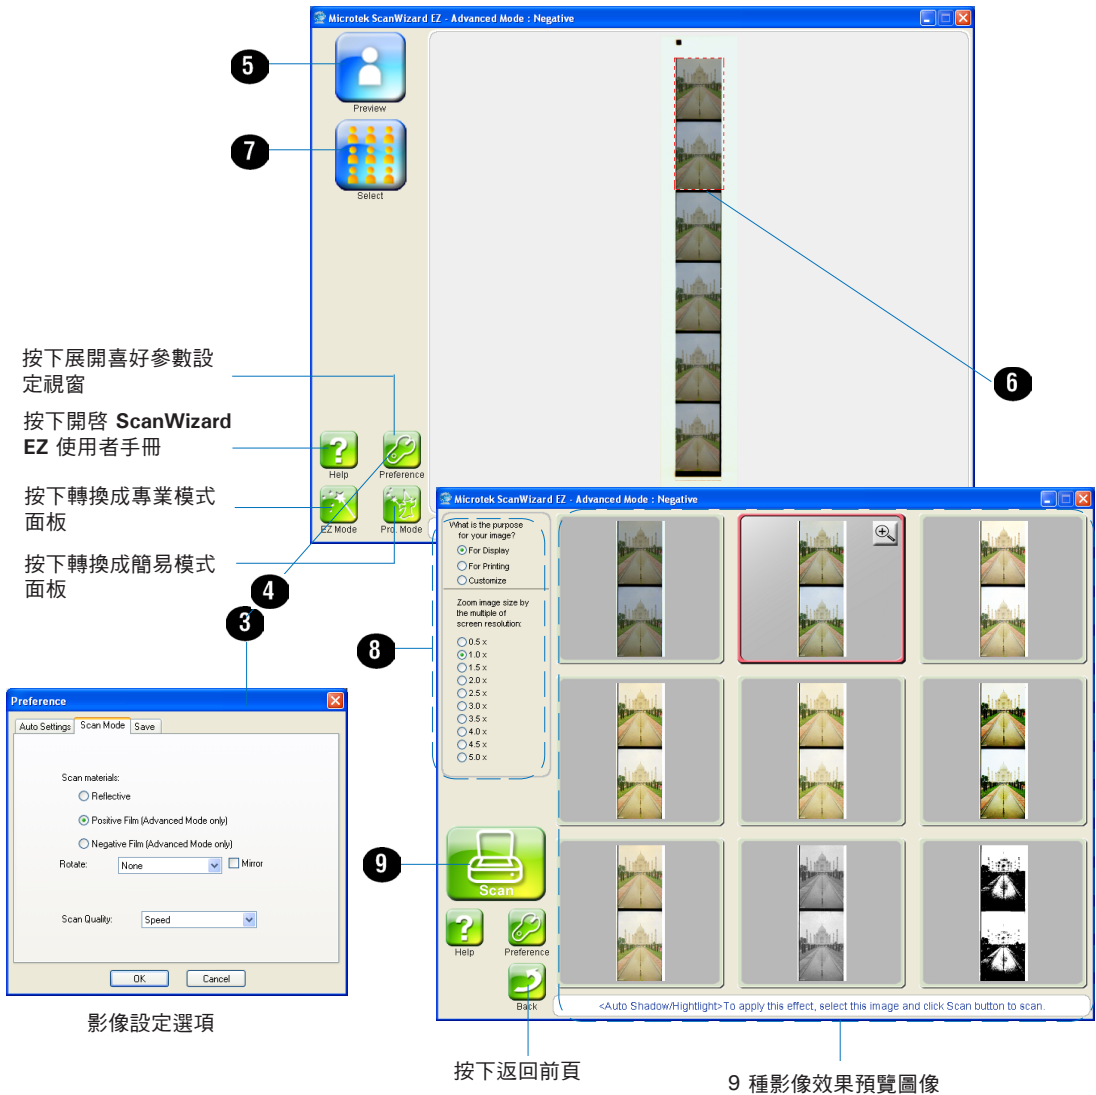 Microtek ScanWizard EZ - Advanced Mode : Negative
5
Preview
7
Select
6
按下展開喜好參數設
定視窗
按下開啓 ScanWizard
EZ 使用者手冊
按下轉換成專業模式
面板
按下轉換成簡易模式
面板
Help
Preference
EZ Mode
Pro. Mode
4
3
Preference
Auto Settings
Scan Mode
Save
Scan materials:
Reflective
Positive Film (Advanced Mode only)
Negative Film (Advanced Mode only)
Rotate:
None
Mirror
Scan Quality:
Speed
OK
Cancel
影像設定選項
Microtek ScanWizard EZ - Advanced Mode : Negative
What is the purpose
for your image?
For Display
For Printing
Customize
Zoom image size by
the multiple of
screen resolution:
0.5 x
1.0 x
1.5 x
2.0 x
2.5 x
3.0 x
3.5 x
4.0 x
4.5 x
5.0 x
8
9
Scan
Help
Preference
Back
<Auto Shadow/Hightlight>To apply this effect, select this image and click Scan button to scan.
按下返回前頁
9 種影像效果預覽圖像